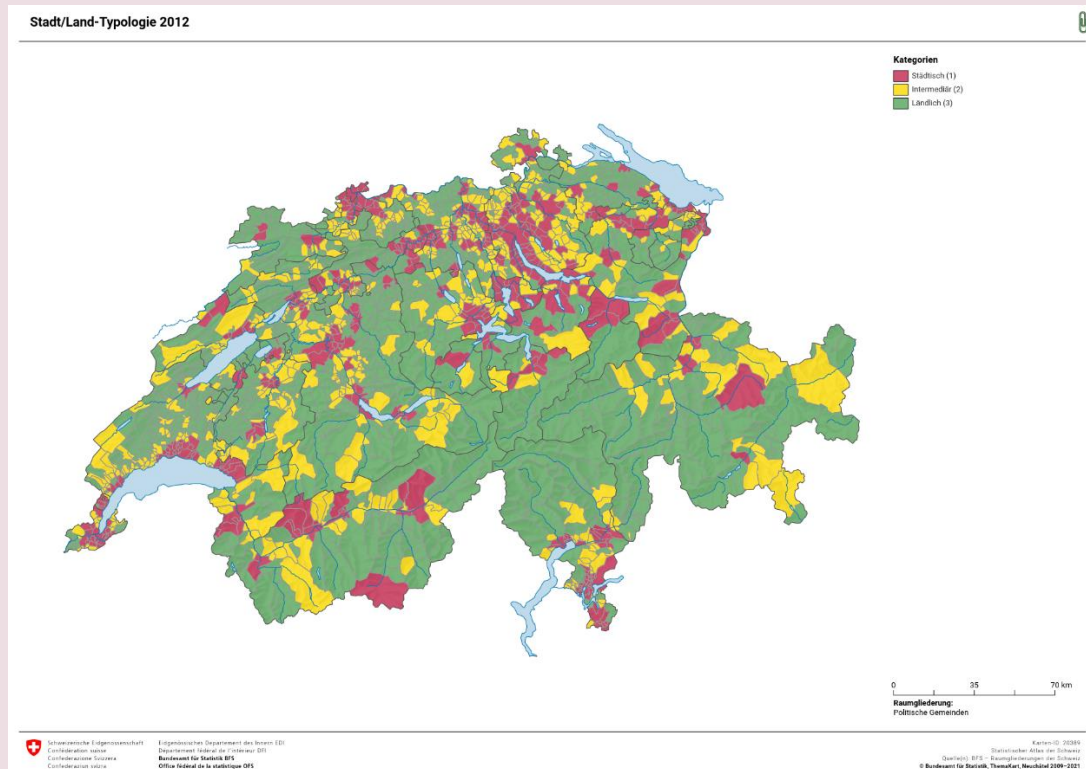 Stadt/Land-Typologie 2012
Kategorien
Städtisch (1)
Intermediär (2)
Ländlich (3)
0 35 70 km
Raumgliederung:
Politische Gemeinden
Schweizerische Eidgenossenschaft
Confédération suisse
Confederazione Svizzera
Confederaziun svizra
Eidgenössisches Departement des Innern EDI
Département fédéral de l'intérieur DFI
Bundesamt für Statistik BFS
Office fédéral de la statistique OFS
Karten-ID: 20389
Statistischer Atlas der Schweiz
Quelle(n): BFS – Raumgliederungen der Schweiz
© Bundesamt für Statistik, ThemaKart, Neuchâtel 2009–2021